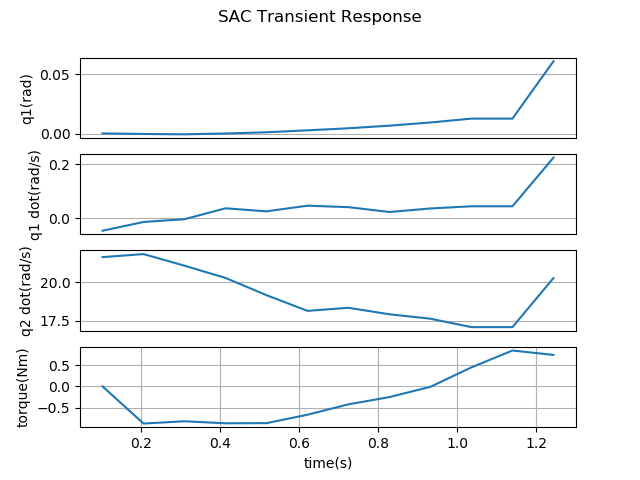 SAC Transient Response
q1(rad)
0.05
0.00
q1 dot(rad/s)
0.2
0.0
q2 dot(rad/s)
20.0
17.5
torque(Nm)
0.5
0.0
−0.5
0.2 0.4 0.6 0.8 1.0 1.2
time(s)